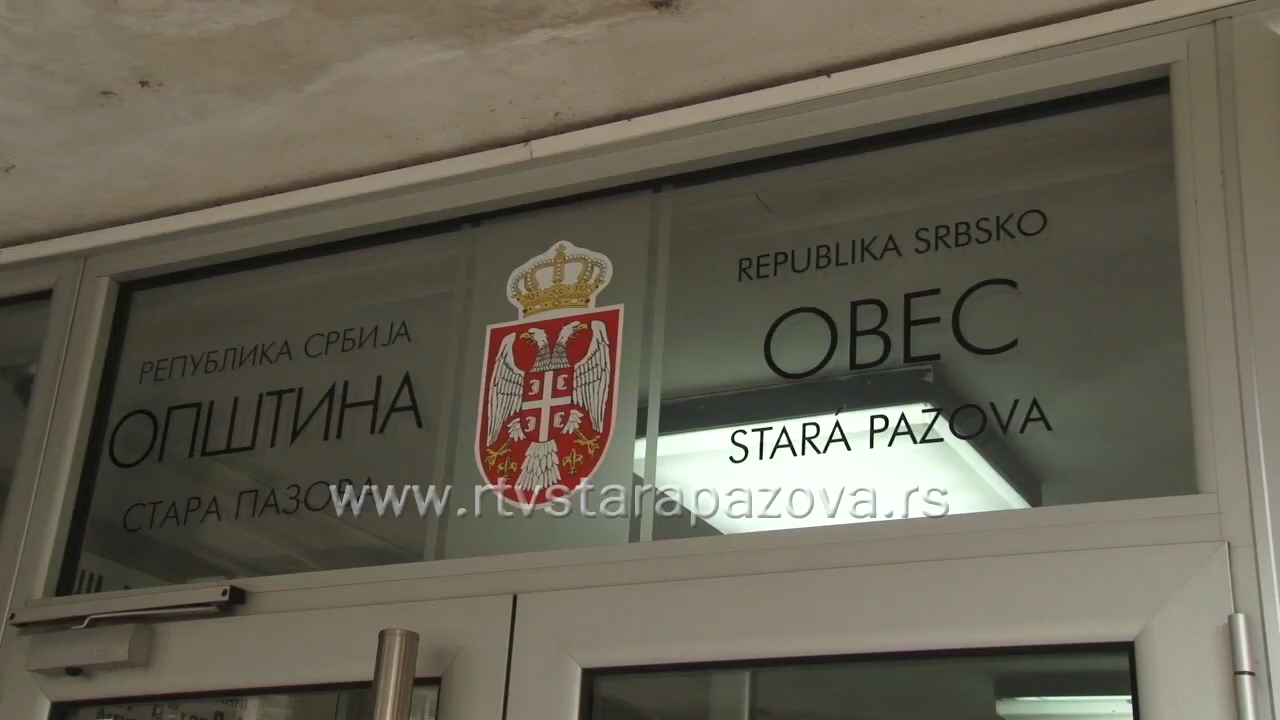 РЕПУБЛИКА СРБИЈА
ОПШТИНА
СТАРА ПАЗОВА
REPUBLIKA SRBSKO
OBEC
STARÁ PAZOVA
www.rtvstarapazova.rs